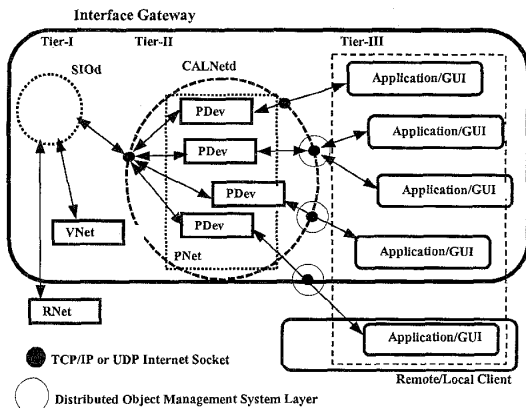 Interface Gateway
Tier-I
Tier-II
Tier-III
SIOd
CALNetd
Application/GUI
PDev
Application/GUI
PDev
PDev
Application/GUI
PDev
VNet
Application/GUI
PNet
RNet
Application/GUI
TCP/IP or UDP Internet Socket
Remote/Local Client
Distributed Object Management System Layer